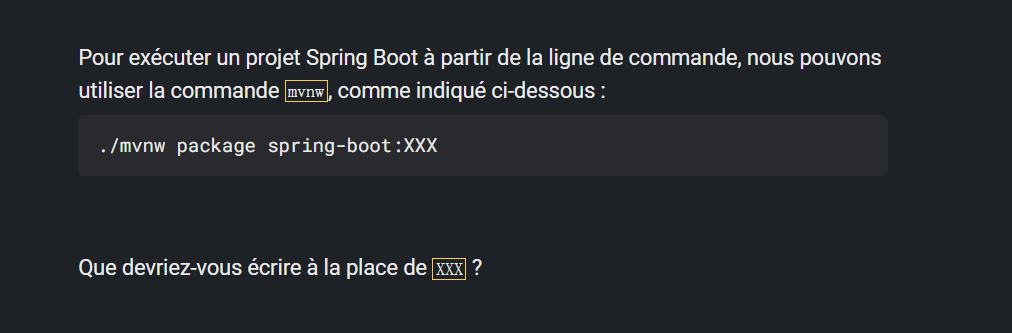 Pour exécuter un projet Spring Boot à partir de la ligne de commande, nous pouvons
utiliser la commande mvnw, comme indiqué ci-dessous :
./mvnw package spring-boot:XXX
Que devriez-vous écrire à la place de XXX ?